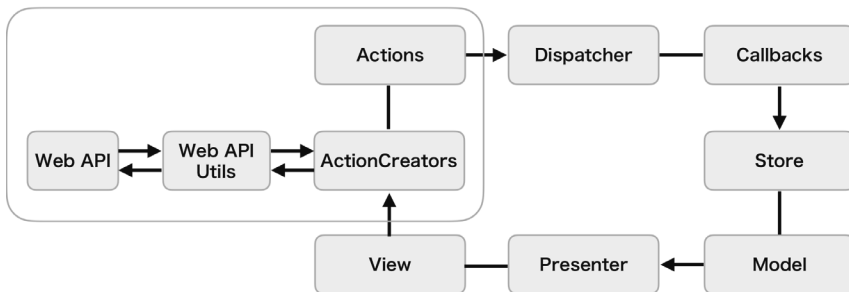 Actions
Dispatcher
Callbacks
Web API
Web API
Utils
ActionCreators
Store
View
Presenter
Model